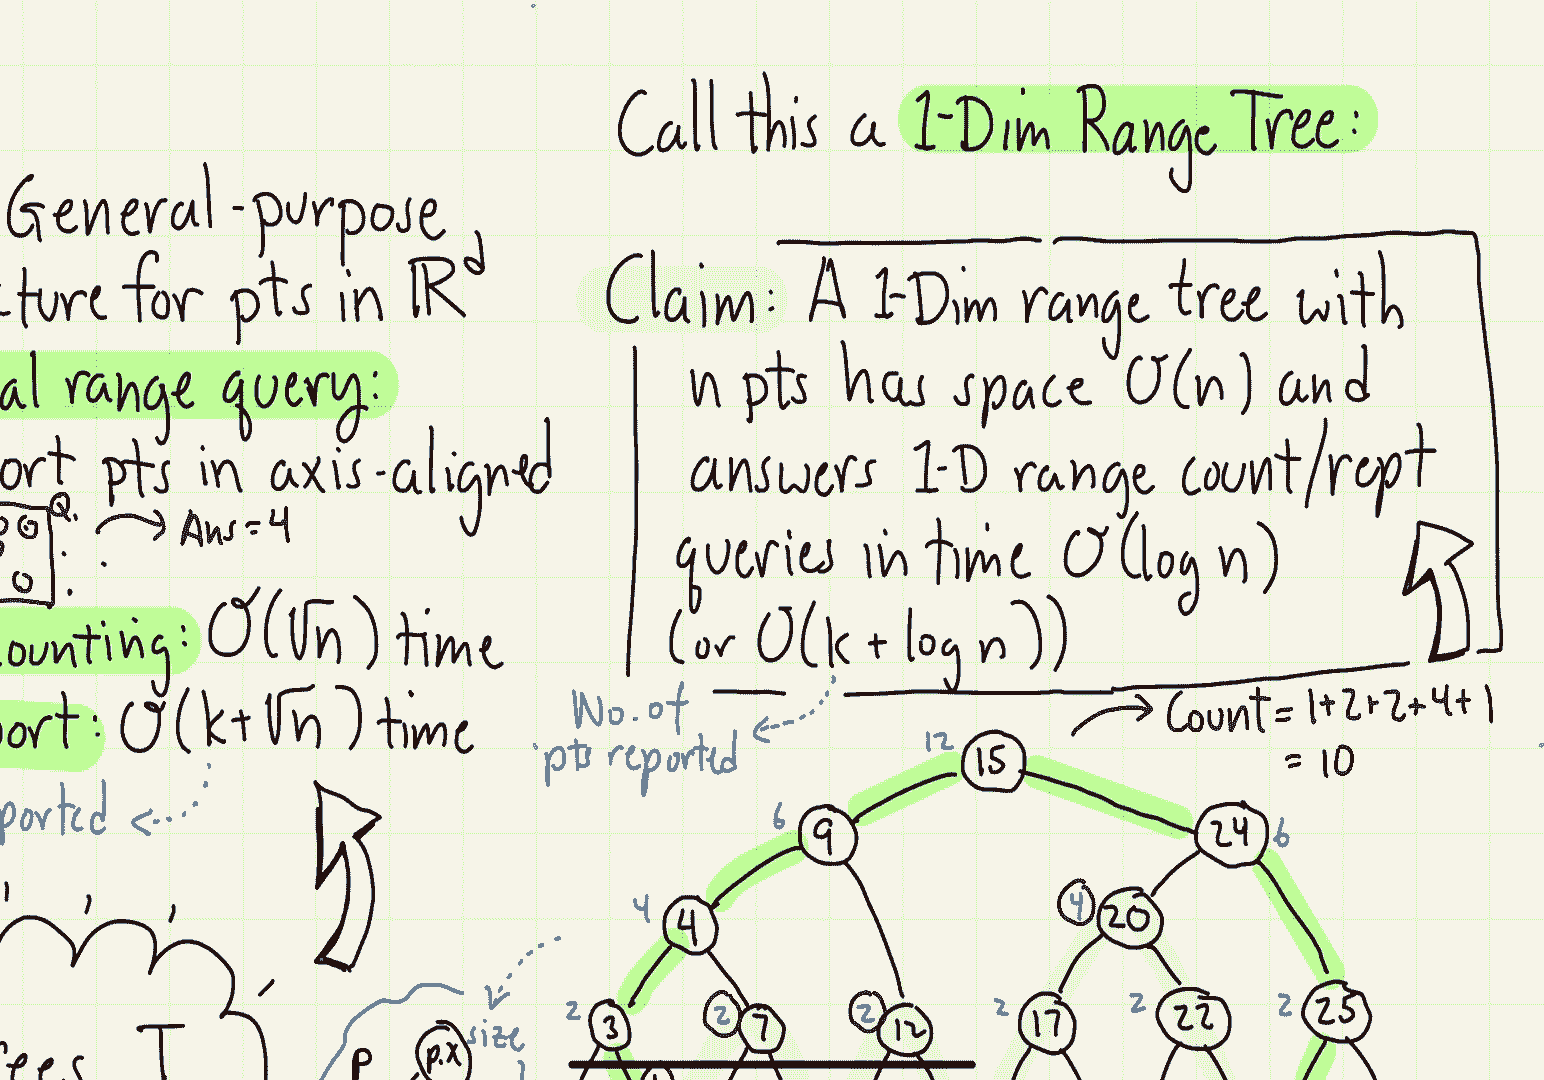 Call this a 1-Dim Range Tree:
General-purpose
cture for pts in ℝᵈ
al range query:
ort pts in axis-aligned
Q
Ans=4
ounting: O(√n) time
ort: O(k+√n) time
ported
Claim: A 1-Dim range tree with
n pts has space O(n) and
answers 1-D range count/rept
queries in time O(log n)
(or O(k + log n))
No. of
pts reported
Count = 1+2+2+4+1
= 10
12 15
6 9
24 6
4 4
4 20
2 3
2 7
2 12
2 17
2 22
2 25
size
p
p.x